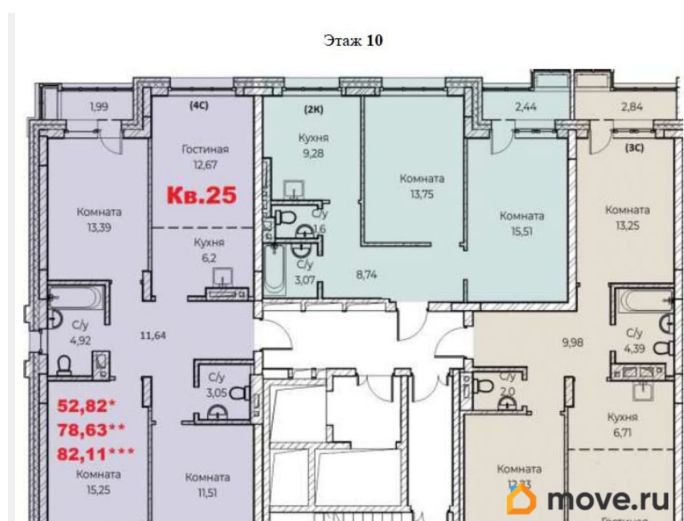 Этаж 10
1,99
(4С)
(2К)
2,44
2,84
(3С)
Гостиная
12,67
Кухня
9,28
Кв.25
Комната
13,39
Комната
13,75
Комната
15,51
Комната
13,25
Кухня
6,2
С/у
1,6
С/у
3,07
8,74
С/у
4,92
11,64
9,98
С/у
4,39
С/у
3,05
С/у
2,0
52,82*
78,63**
82,11***
Кухня
6,71
Комната
15,25
11,51
Комната
move.ru
Гостиная